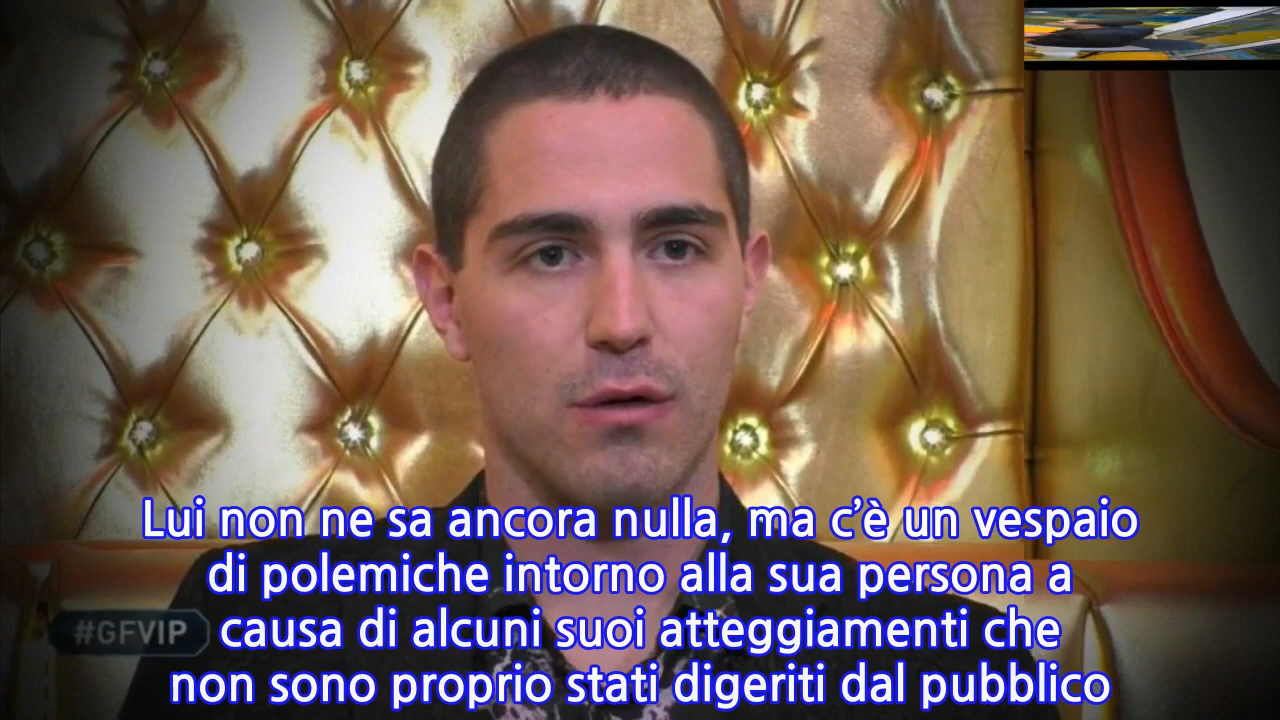 Lui non ne sa ancora nulla, ma c’è un vespaio
di polemiche intorno alla sua persona a
causa di alcuni suoi atteggiamenti che
non sono proprio stati digeriti dal pubblico
#GFVIP